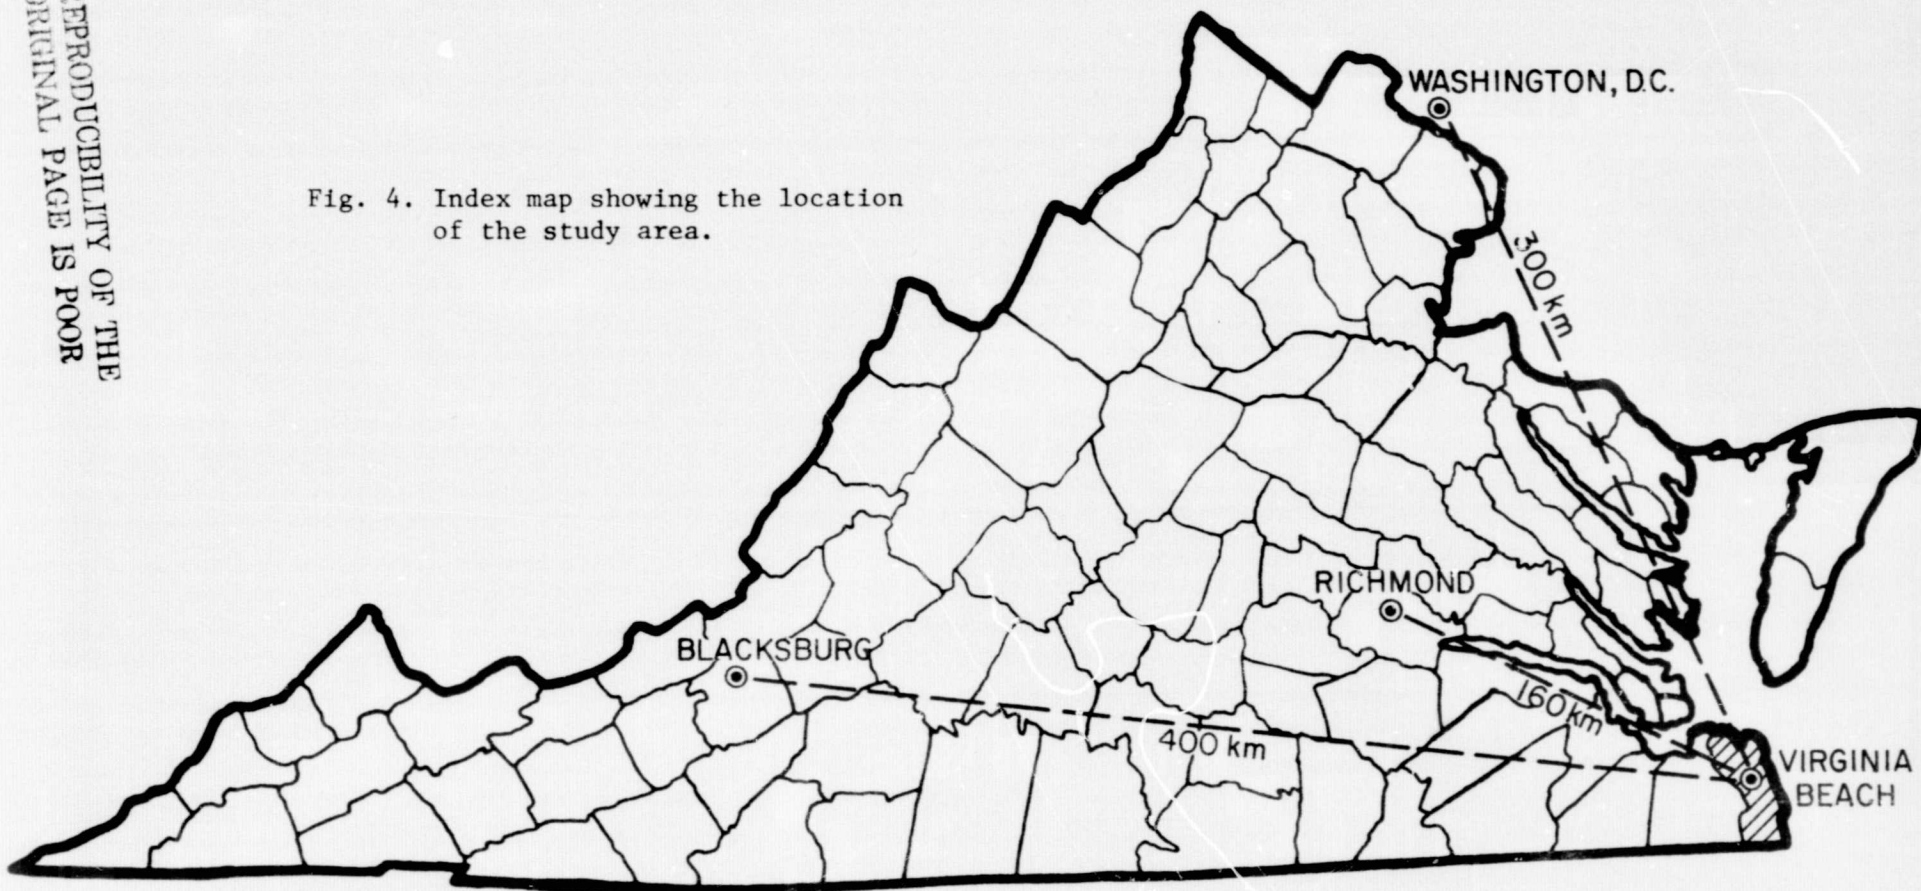 REPRODUCIBILITY OF THE
ORIGINAL PAGE IS POOR
WASHINGTON, D.C.
Fig. 4. Index map showing the location
of the study area.
300 km
RICHMOND
BLACKSBURG
160 km
400 km
VIRGINIA
BEACH